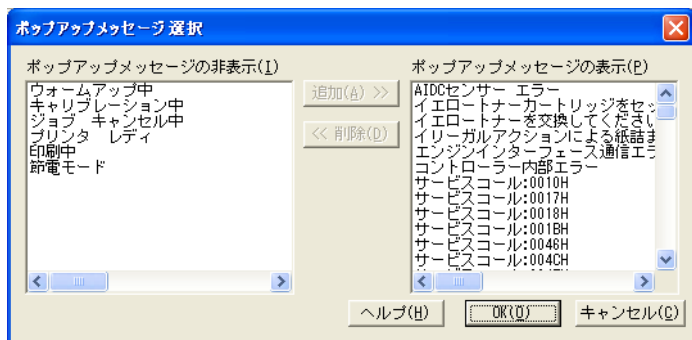 ポップアップメッセージ 選択
ポップアップメッセージの非表示(I)
ウォームアップ中
キャリブレーション中
ジョブ キャンセル中
プリンタ レディ
印刷中
節電モード
追加(A) >>
<< 削除(D)
ポップアップメッセージの表示(P)
AIDCセンサー エラー
イエロートナーカートリッジをセッ
イエロートナーを交換してください
イリーガルアクションによる紙詰ま
エンジンインターフェース通信エラ
コントローラー内部エラー
サービスコール:0010H
サービスコール:0017H
サービスコール:0018H
サービスコール:001BH
サービスコール:0046H
サービスコール:004CH
ヘルプ(H)
OK(O)
キャンセル(C)